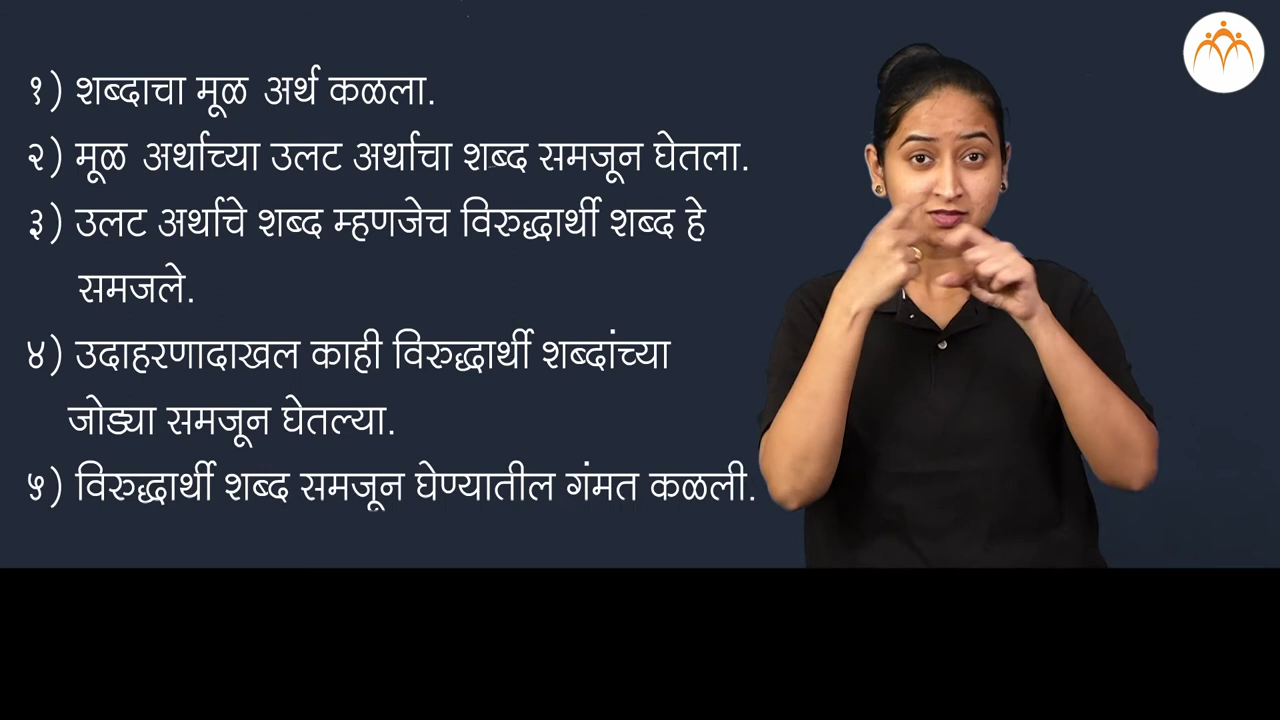 १) शब्दाचा मूळ अर्थ कळला.
२) मूळ अर्थाच्या उलट अर्थाचा शब्द समजून घेतला.
३) उलट अर्थाचे शब्द म्हणजेच विरुद्धार्थी शब्द हे
समजले.
४) उदाहरणादाखल काही विरुद्धार्थी शब्दांच्या
जोड्या समजून घेतल्या.
५) विरुद्धार्थी शब्द समजून घेण्यातील गंमत कळली.